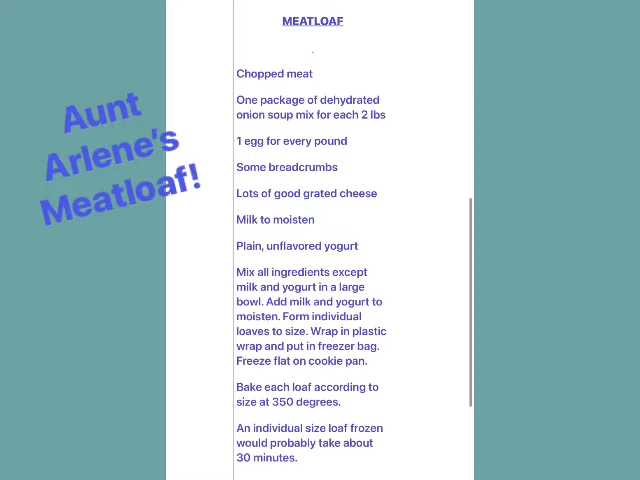 MEATLOAF
Aunt
Arlene's
Meatloaf!
Chopped meat
One package of dehydrated
onion soup mix for each 2 lbs
1 egg for every pound
Some breadcrumbs
Lots of good grated cheese
Milk to moisten
Plain, unflavored yogurt
Mix all ingredients except
milk and yogurt in a large
bowl. Add milk and yogurt to
moisten. Form individual
loaves to size. Wrap in plastic
wrap and put in freezer bag.
Freeze flat on cookie pan.
Bake each loaf according to
size at 350 degrees.
An individual size loaf frozen
would probably take about
30 minutes.